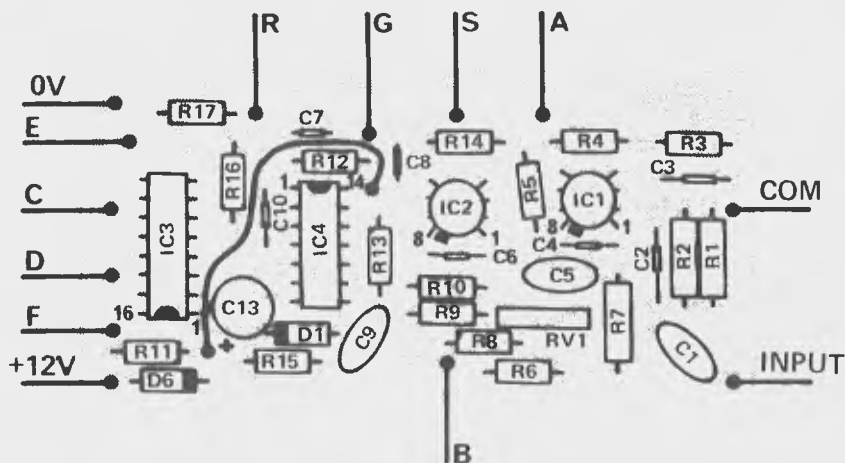 R G S A
0V
R17 C7 R14 R4 R3
E
R12 C8 C3
R16 1 14 R5
C IC3 C10 IC4 IC2 IC1 COM
8 1 8 1
R13 C4 C2 R2 R1
D C6 C5
R10
16 1 C13 R9 R7
F
D1 C9 R8 RV1 C1
R11 +
R15 R6 INPUT
+12V D6
B